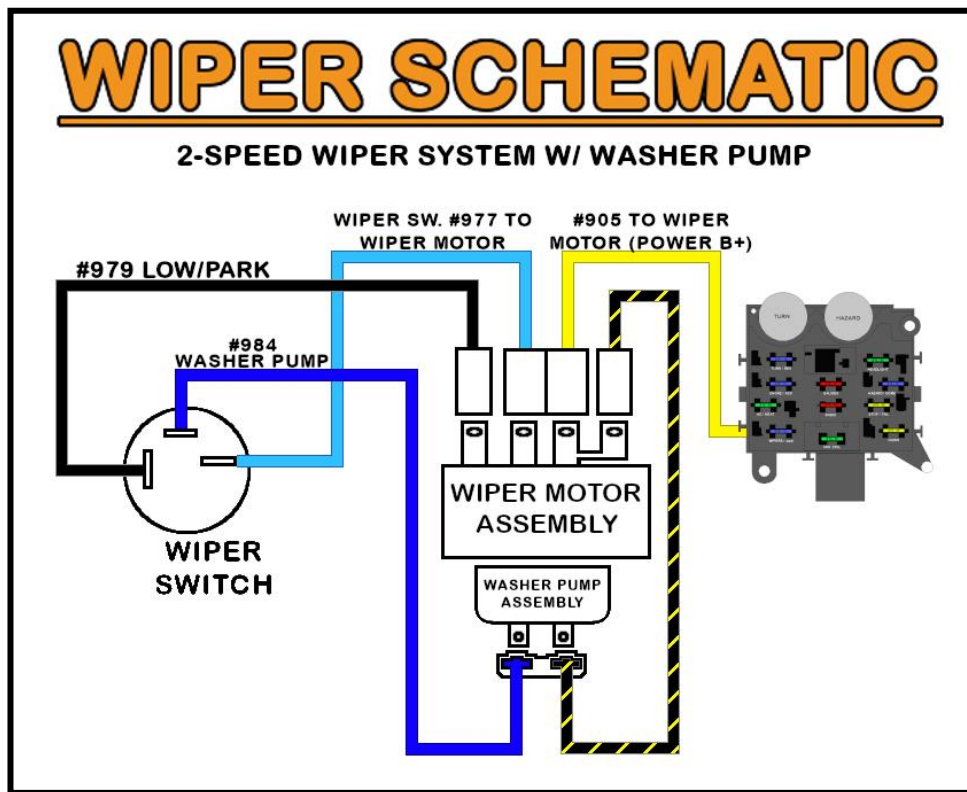 WIPER SCHEMATIC
2-SPEED WIPER SYSTEM W/ WASHER PUMP
WIPER SW. #977 TO
WIPER MOTOR
#905 TO WIPER
MOTOR (POWER B+)
#979 LOW/PARK
#984
WASHER PUMP
TURN
HAZARD
WIPER MOTOR
ASSEMBLY
WIPER
SWITCH
WASHER PUMP
ASSEMBLY